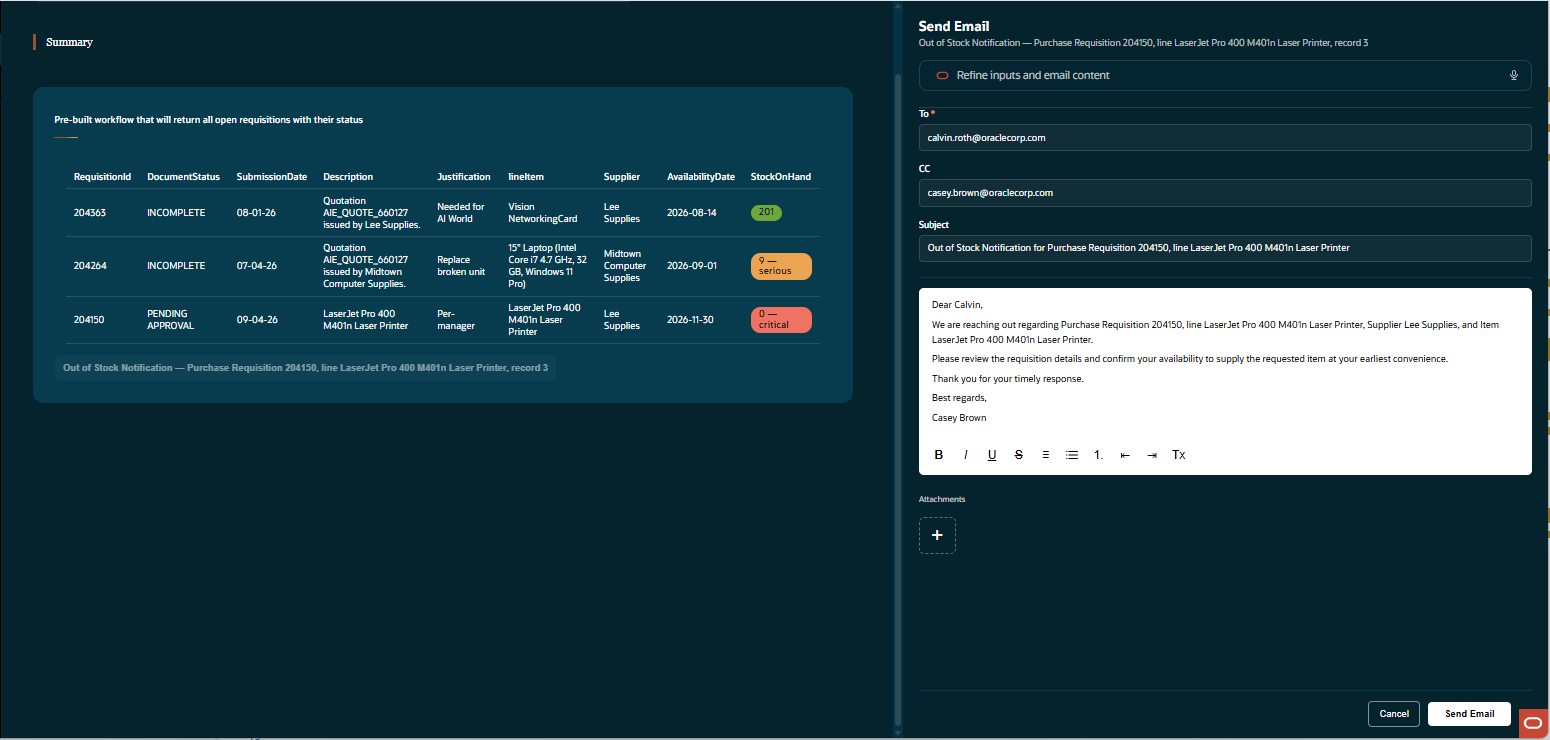 Summary
Pre-built workflow that will return all open requisitions with their status
RequisitionId DocumentStatus SubmissionDate Description Justification lineItem Supplier AvailabilityDate StockOnHand
204363 INCOMPLETE 08-01-26 Quotation AIE_QUOTE_660127 issued by Lee Supplies. Needed for AI World Vision NetworkingCard Lee Supplies 2026-08-14 201
204264 INCOMPLETE 07-04-26 Quotation AIE_QUOTE_660127 issued by Midtown Computer Supplies. Replace broken unit 15" Laptop (Intel Core i7 4.7 GHz, 32 GB, Windows 11 Pro) Midtown Computer Supplies 2026-09-01 9 — serious
204150 PENDING APPROVAL 09-04-26 LaserJet Pro 400 M401n Laser Printer Per-manager LaserJet Pro 400 M401n Laser Printer Lee Supplies 2026-11-30 0 — critical
Out of Stock Notification — Purchase Requisition 204150, line LaserJet Pro 400 M401n Laser Printer, record 3
Send Email
Out of Stock Notification — Purchase Requisition 204150, line LaserJet Pro 400 M401n Laser Printer, record 3
Refine inputs and email content
To *
calvin.roth@oraclecorp.com
CC
casey.brown@oraclecorp.com
Subject
Out of Stock Notification for Purchase Requisition 204150, line LaserJet Pro 400 M401n Laser Printer
Dear Calvin,
We are reaching out regarding Purchase Requisition 204150, line LaserJet Pro 400 M401n Laser Printer, Supplier Lee Supplies, and Item
LaserJet Pro 400 M401n Laser Printer.
Please review the requisition details and confirm your availability to supply the requested item at your earliest convenience.
Thank you for your timely response.
Best regards,
Casey Brown
B I U S 1. Tx
Attachments
+
Cancel Send Email